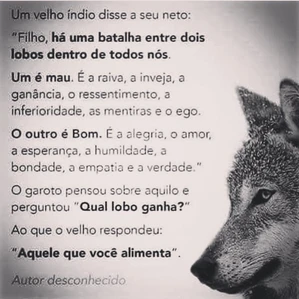 Um velho índio disse a seu neto:
"Filho, há uma batalha entre dois
lobos dentro de todos nós.
Um é mau. É a raiva, a inveja, a
ganância, o ressentimento, a
inferioridade, as mentiras e o ego.
O outro é Bom. É a alegria, o amor,
a esperança, a humildade, a
bondade, a empatia e a verdade."
O garoto pensou sobre aquilo e
perguntou "Qual lobo ganha?"
Ao que o velho respondeu:
"Aquele que você alimenta".
Autor desconhecido